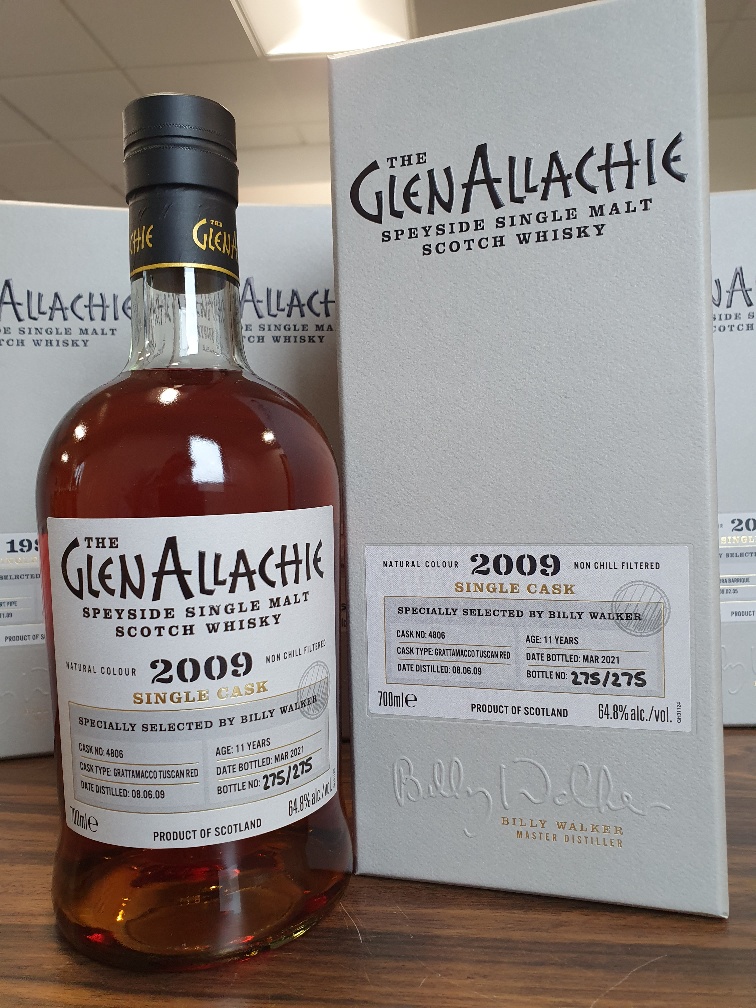 THE
GLENALLACHIE
SPEYSIDE SINGLE MALT
SCOTCH WHISKY
NATURAL COLOUR 2009 NON CHILL FILTERED
SINGLE CASK
SPECIALLY SELECTED BY BILLY WALKER
CASK NO: 4806
AGE: 11 YEARS
CASK TYPE: GRATTAMACCO TUSCAN RED
DATE BOTTLED: MAR 2021
DATE DISTILLED: 08.06.09
BOTTLE NO: 275/275
700ml e
PRODUCT OF SCOTLAND
64.8% alc./vol.
Billy Walker
BILLY WALKER
MASTER DISTILLER
THE
GLENALLACHIE
SPEYSIDE SINGLE MALT
SCOTCH WHISKY
NATURAL COLOUR 2009 NON CHILL FILTERED
SINGLE CASK
SPECIALLY SELECTED BY BILLY WALKER
CASK NO: 4806
AGE: 11 YEARS
CASK TYPE: GRATTAMACCO TUSCAN RED
DATE BOTTLED: MAR 2021
DATE DISTILLED: 08.06.09
BOTTLE NO: 275/275
PRODUCT OF SCOTLAND
64.8% alc./vol.
SINGLE MALT
WHISKY